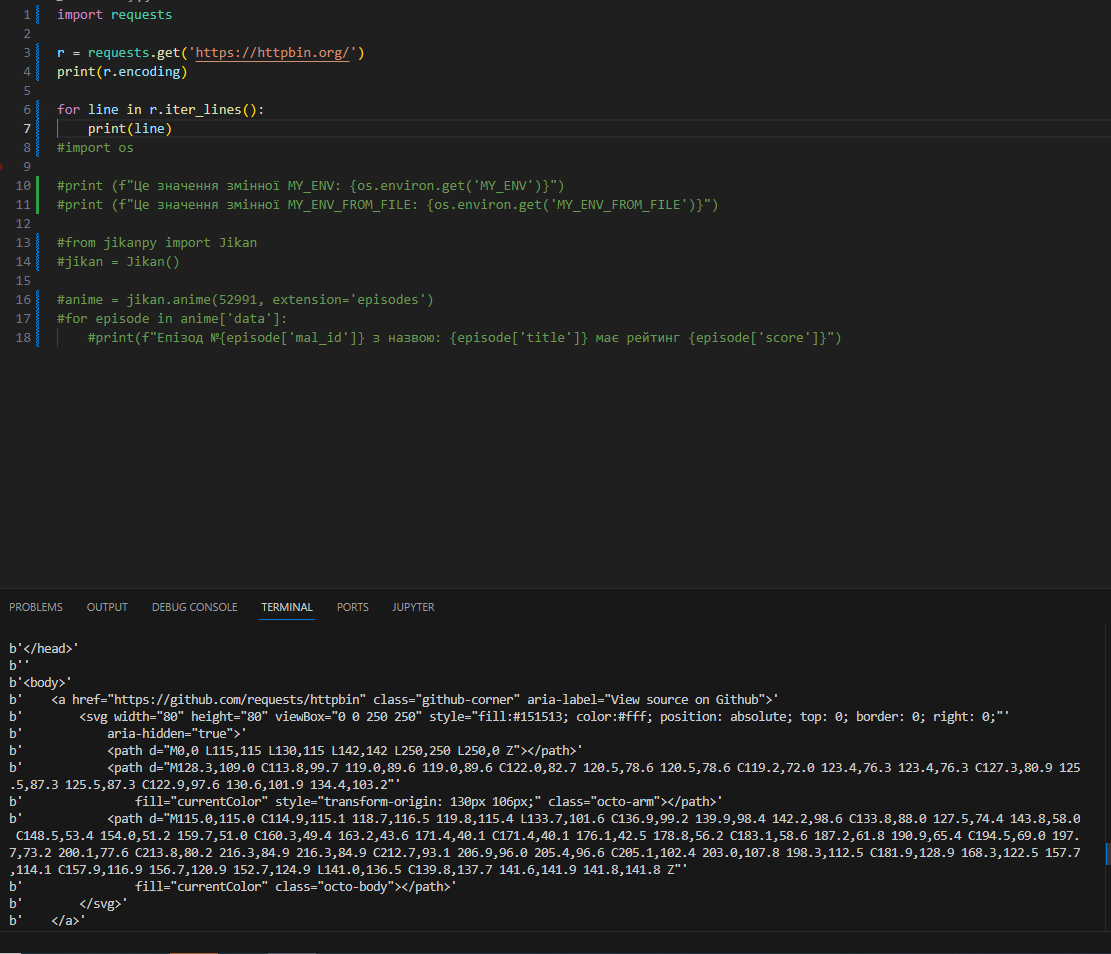 1 import requests
2
3 r = requests.get('https://httpbin.org/')
4 print(r.encoding)
5
6 for line in r.iter_lines():
7     print(line)
8 #import os
9
10 #print (f"Це значення змінної MY_ENV: {os.environ.get('MY_ENV')}")
11 #print (f"Це значення змінної MY_ENV_FROM_FILE: {os.environ.get('MY_ENV_FROM_FILE')}")
12
13 #from jikanpy import Jikan
14 #jikan = Jikan()
15
16 #anime = jikan.anime(52991, extension='episodes')
17 #for episode in anime['data']:
18     #print(f"Епізод №{episode['mal_id']} з назвою: {episode['title']} має рейтинг {episode['score']}")
PROBLEMS OUTPUT DEBUG CONSOLE TERMINAL PORTS JUPYTER
b'</head>'
b''
b'<body>'
b'    <a href="https://github.com/requests/httpbin" class="github-corner" aria-label="View source on Github">'
b'        <svg width="80" height="80" viewBox="0 0 250 250" style="fill:#151513; color:#fff; position: absolute; top: 0; border: 0; right: 0;"'
b'            aria-hidden="true">'
b'            <path d="M0,0 L115,115 L130,115 L142,142 L250,250 L250,0 Z"></path>'
b'            <path d="M128.3,109.0 C113.8,99.7 119.0,89.6 119.0,89.6 C122.0,82.7 120.5,78.6 120.5,78.6 C119.2,72.0 123.4,76.3 123.4,76.3 C127.3,80.9 125
.5,87.3 125.5,87.3 C122.9,97.6 130.6,101.9 134.4,103.2"'
b'                fill="currentColor" style="transform-origin: 130px 106px;" class="octo-arm"></path>'
b'            <path d="M115.0,115.0 C114.9,115.1 118.7,116.5 119.8,115.4 L133.7,101.6 C136.9,99.2 139.9,98.4 142.2,98.6 C133.8,88.0 127.5,74.4 143.8,58.0
 C148.5,53.4 154.0,51.2 159.7,51.0 C160.3,49.4 163.2,43.6 171.4,40.1 C171.4,40.1 176.1,42.5 178.8,56.2 C183.1,58.6 187.2,61.8 190.9,65.4 C194.5,69.0 197.
7,73.2 200.1,77.6 C213.8,80.2 216.3,84.9 216.3,84.9 C212.7,93.1 206.9,96.0 205.4,96.6 C205.1,102.4 203.0,107.8 198.3,112.5 C181.9,128.9 168.3,122.5 157.7
,114.1 C157.9,116.9 156.7,120.9 152.7,124.9 L141.0,136.5 C139.8,137.7 141.6,141.9 141.8,141.8 Z"'
b'                fill="currentColor" class="octo-body"></path>'
b'        </svg>'
b'    </a>'